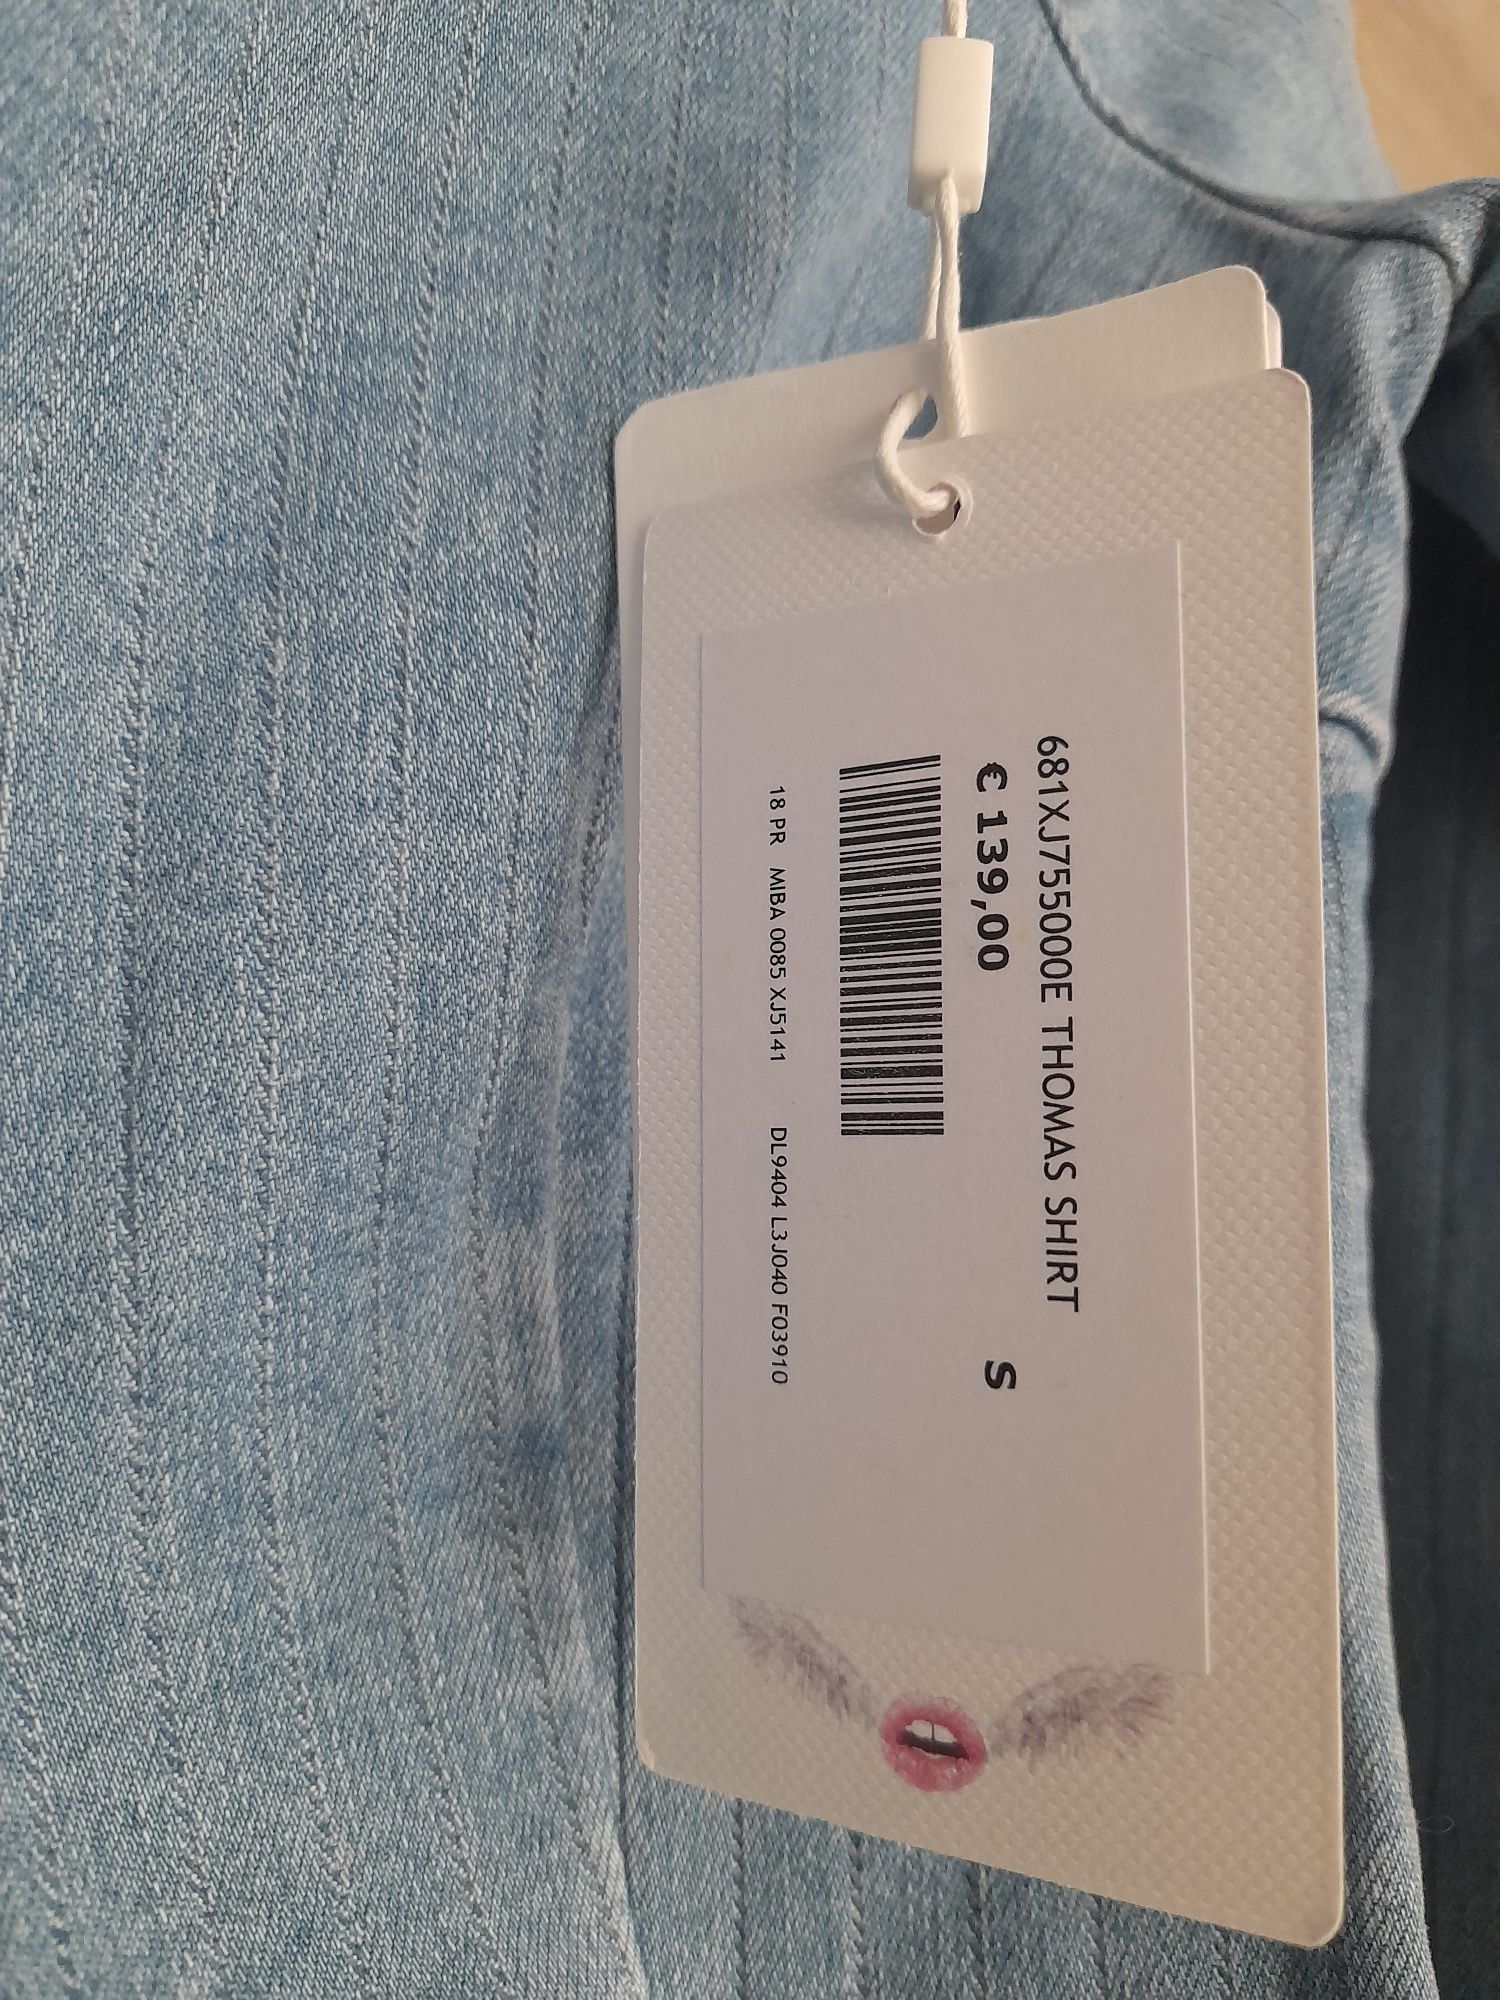 681XJ755000E THOMAS SHIRT
€ 139,00 S
18 PR MIBA 0085 XJ5141 DL9404 L3J040 F03910